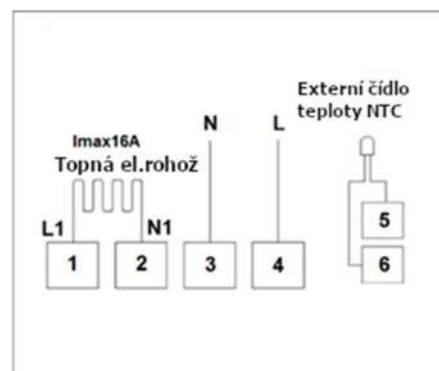 Externí čídlo
teploty NTC
N L
Imax16A
Topná el.rohož
L1 N1
1 2 3 4 5
6